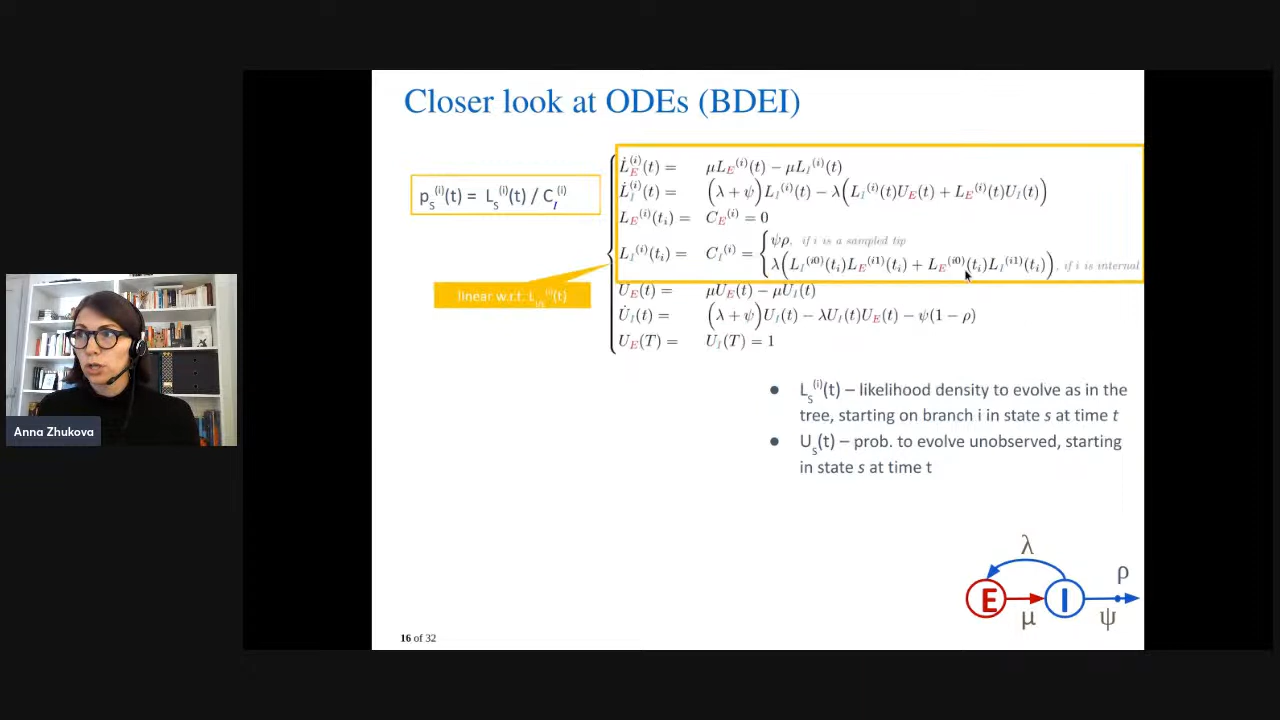 Closer look at ODEs (BDEI)
p_s^(i)(t) = L_s^(i)(t) / C_I^(i)
L̇_E^(i)(t) = μL_E^(i)(t) − μL_I^(i)(t)
L̇_I^(i)(t) = (λ + ψ)L_I^(i)(t) − λ(L_I^(i)(t)U_E(t) + L_E^(i)(t)U_I(t))
L_E^(i)(t_i) = C_E^(i) = 0
L_I^(i)(t_i) = C_I^(i) = { ψρ, if i is a sampled tip
λ(L_I^(i0)(t_i)L_E^(i1)(t_i) + L_E^(i0)(t_i)L_I^(i1)(t_i)), if i is internal
linear w.r.t. L_I/E^(i)(t)
U̇_E(t) = μU_E(t) − μU_I(t)
U̇_I(t) = (λ + ψ)U_I(t) − λU_I(t)U_E(t) − ψ(1 − ρ)
U_E(T) = U_I(T) = 1
● L_s^(i)(t) – likelihood density to evolve as in the
tree, starting on branch i in state s at time t
● U_s(t) – prob. to evolve unobserved, starting
in state s at time t
Anna Zhukova
λ
ρ
E
I
μ
ψ
16 of 32